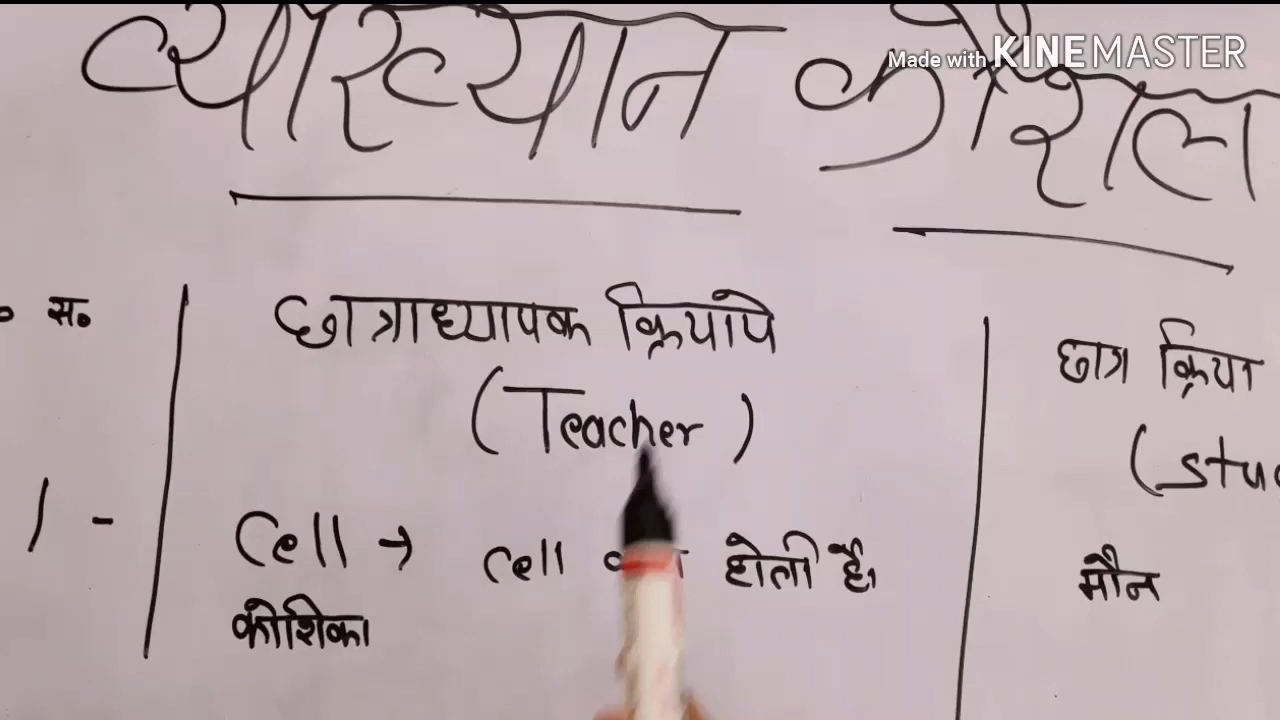 व्याख्यान कौशल
Made with KINEMASTER
स॰ छात्राध्यापक क्रियाये छात्र क्रिया
(Teacher) (stu
1 - Cell → cell होती है। मौन
कोशिका